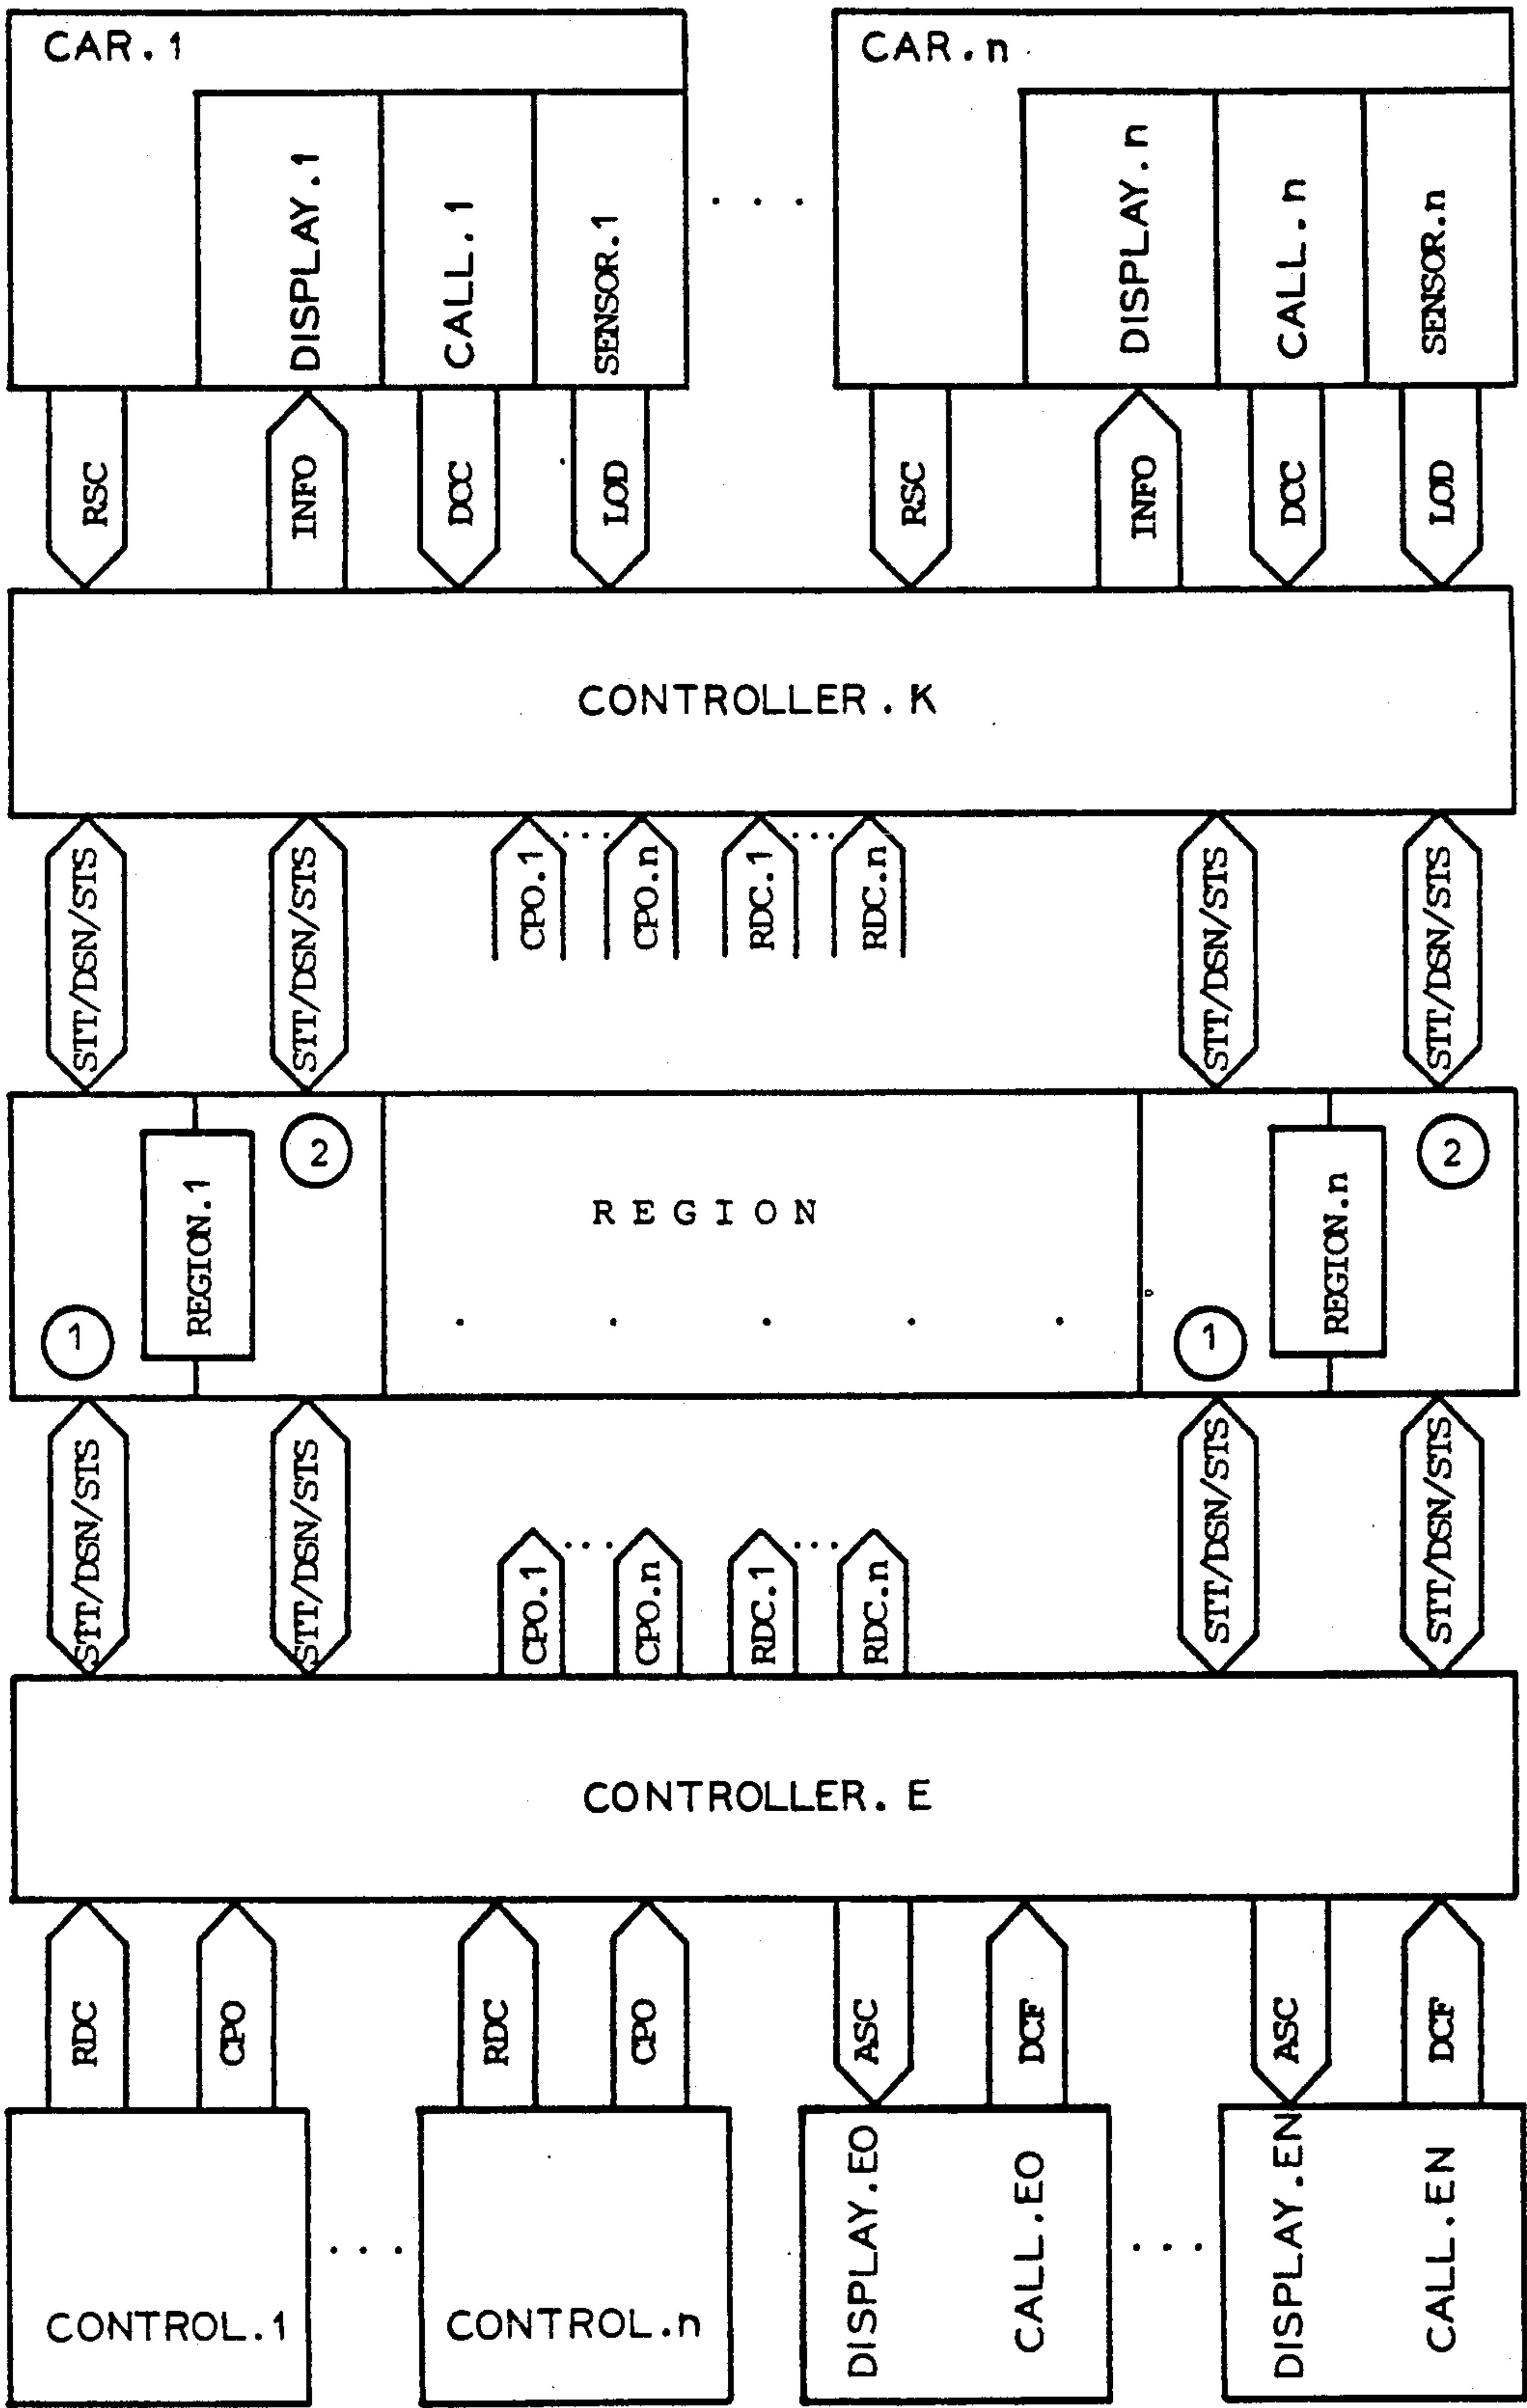 CAR.1
CAR.n
DISPLAY.1
CALL.1
SENSOR.1
. . .
DISPLAY.n
CALL.n
SENSOR.n
RSC
INFO
DCC
LOD
RSC
INFO
DCC
LOD
CONTROLLER.K
STT/DSN/STS
STT/DSN/STS
CPO.1
...
CPO.n
RDC.1
...
RDC.n
STT/DSN/STS
STT/DSN/STS
1
REGION.1
2
REGION
. . . . .
1
REGION.n
2
STT/DSN/STS
STT/DSN/STS
CPO.1
...
CPO.n
RDC.1
...
RDC.n
STT/DSN/STS
STT/DSN/STS
CONTROLLER.E
RDC
CPO
RDC
CPO
ASC
DCF
ASC
DCF
CONTROL.1
...
CONTROL.n
DISPLAY.EO
CALL.EO
...
DISPLAY.EN
CALL.EN